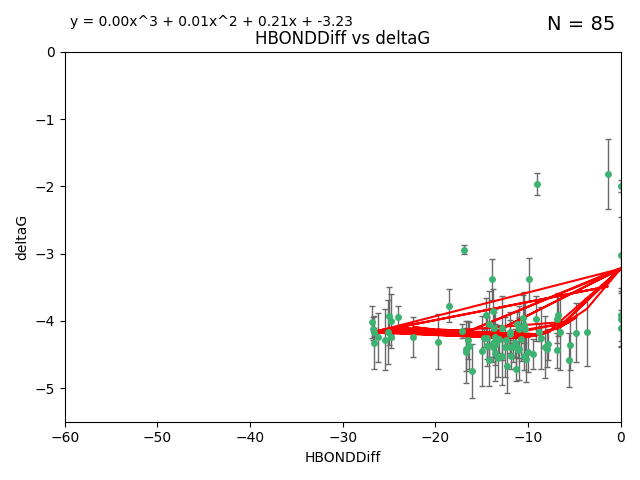 y = 0.00x^3 + 0.01x^2 + 0.21x + -3.23
N = 85
HBONDDiff vs deltaG
0
−1
−2
−3
−4
−5
deltaG
−60
−50
−40
−30
−20
−10
0
HBONDDiff